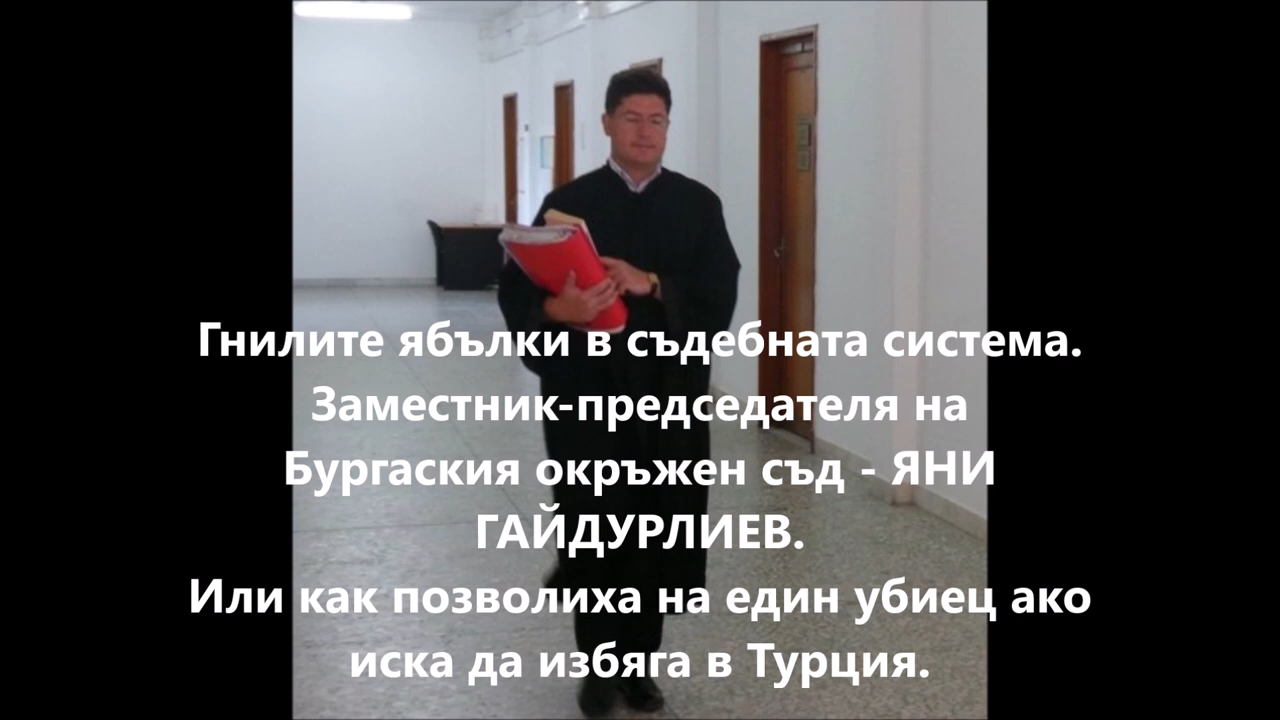 Гнилите ябълки в съдебната система.
Заместник-председателя на
Бургаския окръжен съд - ЯНИ
ГАЙДУРЛИЕВ.
Или как позволиха на един убиец ако
иска да избяга в Турция.